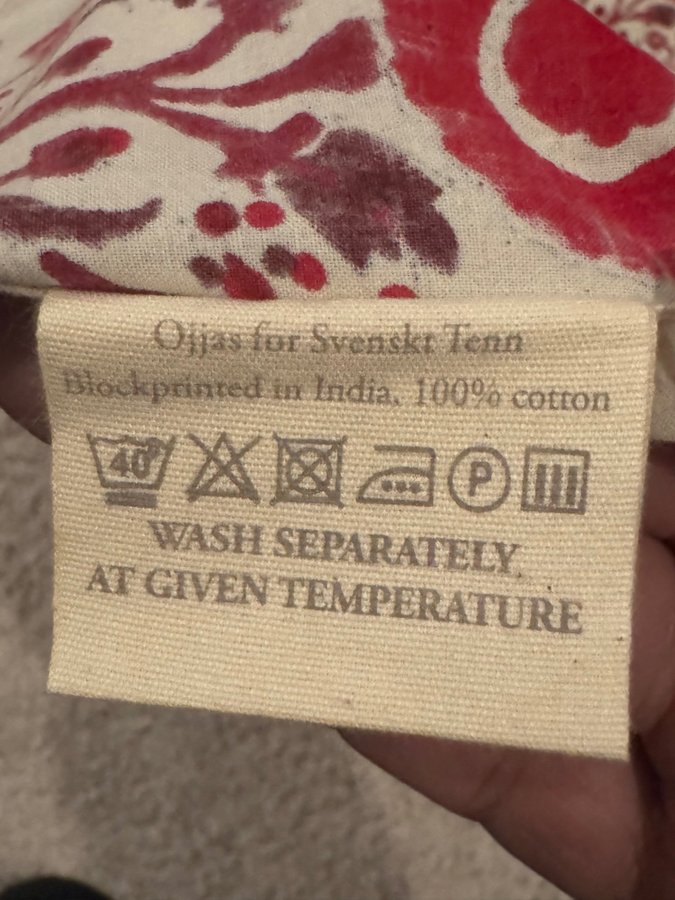 Ojjas for Svenskt Tenn
Blockprinted in India, 100% cotton
40° P
WASH SEPARATELY
AT GIVEN TEMPERATURE